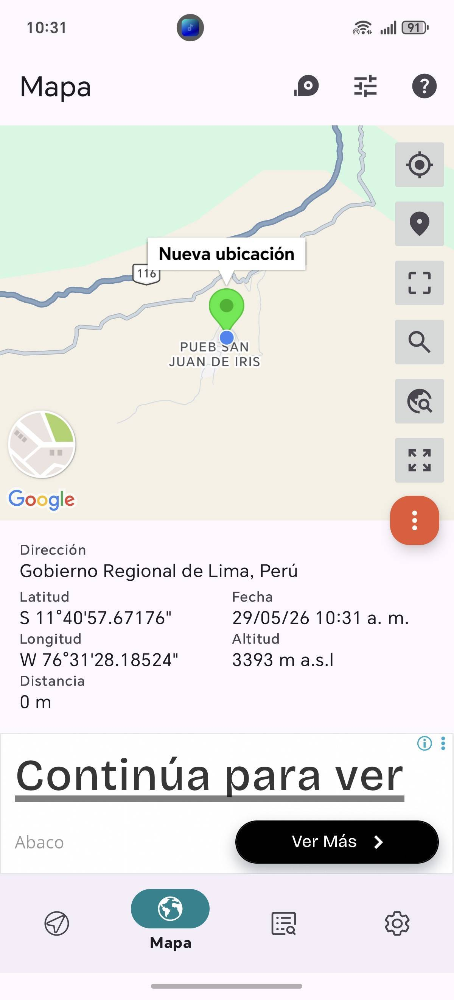 10:31
91
Mapa
Nueva ubicación
116
PUEB SAN
JUAN DE IRIS
Google
Dirección
Gobierno Regional de Lima, Perú
Latitud
S 11°40'57.67176"
Fecha
29/05/26 10:31 a. m.
Longitud
W 76°31'28.18524"
Altitud
3393 m a.s.l
Distancia
0 m
Continúa para ver
Abaco
Ver Más
Mapa